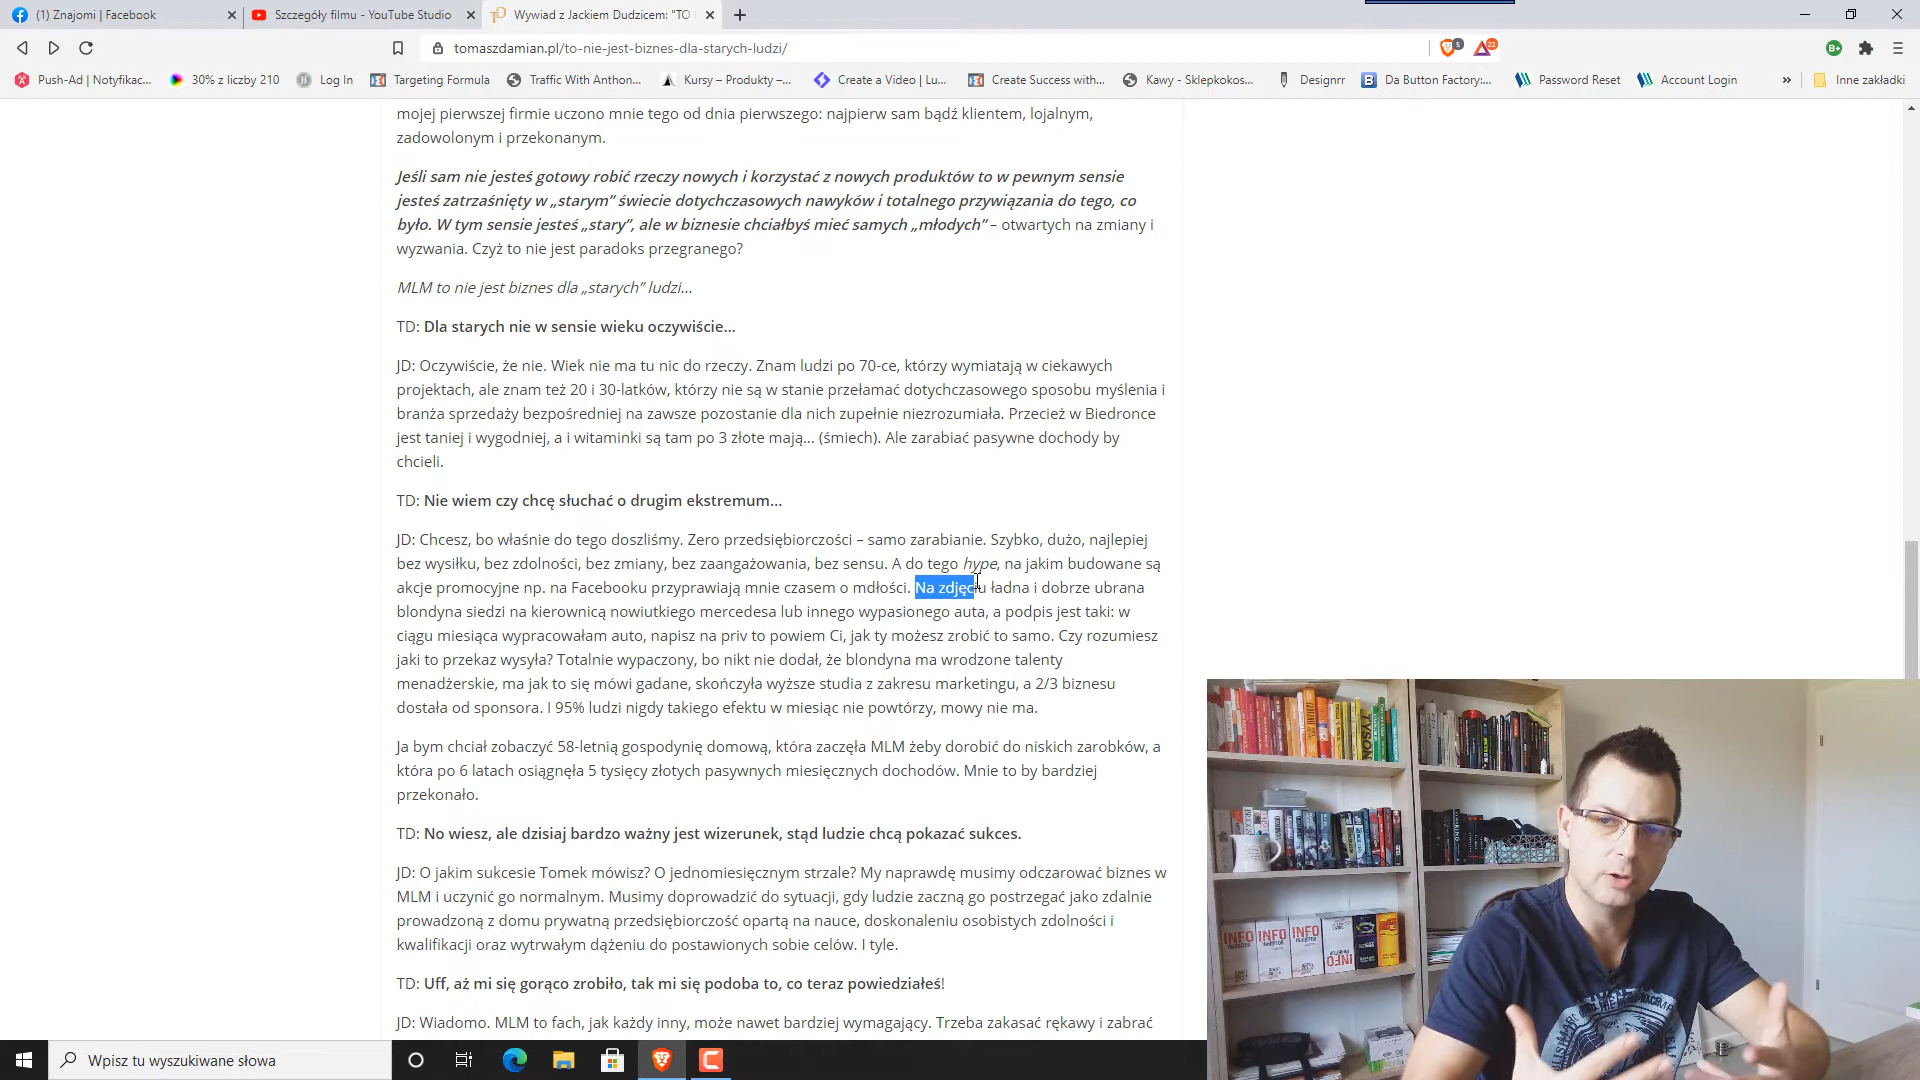 (1) Znajomi | Facebook
Szczegóły filmu - YouTube Studio
Wywiad z Jackiem Dudzicem: "TO
tomaszdamian.pl/to-nie-jest-biznes-dla-starych-ludzi/
5
22
Push-Ad | Notyfikac...
30% z liczby 210
Log In
Targeting Formula
Traffic With Anthon...
Kursy – Produkty –...
Create a Video | Lu...
Create Success with...
Kawy - Sklepkokos...
Designrr
Da Button Factory:...
Password Reset
Account Login
»
Inne zakładki
mojej pierwszej firmie uczono mnie tego od dnia pierwszego: najpierw sam bądź klientem, lojalnym,
zadowolonym i przekonanym.
Jeśli sam nie jesteś gotowy robić rzeczy nowych i korzystać z nowych produktów to w pewnym sensie
jesteś zatrzaśnięty w „starym” świecie dotychczasowych nawyków i totalnego przywiązania do tego, co
było. W tym sensie jesteś „stary”, ale w biznesie chciałbyś mieć samych „młodych” – otwartych na zmiany i
wyzwania. Czyż to nie jest paradoks przegranego?
MLM to nie jest biznes dla „starych” ludzi...
TD: Dla starych nie w sensie wieku oczywiście...
JD: Oczywiście, że nie. Wiek nie ma tu nic do rzeczy. Znam ludzi po 70-ce, którzy wymiatają w ciekawych
projektach, ale znam też 20 i 30-latków, którzy nie są w stanie przełamać dotychczasowego sposobu myślenia i
branża sprzedaży bezpośredniej na zawsze pozostanie dla nich zupełnie niezrozumiała. Przecież w Biedronce
jest taniej i wygodniej, a i witaminki są tam po 3 złote mają... (śmiech). Ale zarabiać pasywne dochody by
chcieli.
TD: Nie wiem czy chcę słuchać o drugim ekstremum...
JD: Chcesz, bo właśnie do tego doszliśmy. Zero przedsiębiorczości – samo zarabianie. Szybko, dużo, najlepiej
bez wysiłku, bez zdolności, bez zmiany, bez zaangażowania, bez sensu. A do tego hype, na jakim budowane są
akcje promocyjne np. na Facebooku przyprawiają mnie czasem o mdłości. Na zdjęciu ładna i dobrze ubrana
blondyna siedzi na kierownicą nowiutkiego mercedesa lub innego wypasionego auta, a podpis jest taki: w
ciągu miesiąca wypracowałam auto, napisz na priv to powiem Ci, jak ty możesz zrobić to samo. Czy rozumiesz
jaki to przekaz wysyła? Totalnie wypaczony, bo nikt nie dodał, że blondyna ma wrodzone talenty
menadżerskie, ma jak to się mówi gadane, skończyła wyższe studia z zakresu marketingu, a 2/3 biznesu
dostała od sponsora. I 95% ludzi nigdy takiego efektu w miesiąc nie powtórzy, mowy nie ma.
Ja bym chciał zobaczyć 58-letnią gospodynię domową, która zaczęła MLM żeby dorobić do niskich zarobków, a
która po 6 latach osiągnęła 5 tysięcy złotych pasywnych miesięcznych dochodów. Mnie to by bardziej
przekonało.
TD: No wiesz, ale dzisiaj bardzo ważny jest wizerunek, stąd ludzie chcą pokazać sukces.
JD: O jakim sukcesie Tomek mówisz? O jednomiesięcznym strzale? My naprawdę musimy odczarować biznes w
MLM i uczynić go normalnym. Musimy doprowadzić do sytuacji, gdy ludzie zaczną go postrzegać jako zdalnie
prowadzoną z domu prywatną przedsiębiorczość opartą na nauce, doskonaleniu osobistych zdolności i
kwalifikacji oraz wytrwałym dążeniu do postawionych sobie celów. I tyle.
TD: Uff, aż mi się gorąco zrobiło, tak mi się podoba to, co teraz powiedziałeś!
JD: Wiadomo. MLM to fach, jak każdy inny, może nawet bardziej wymagający. Trzeba zakasać rękawy i zabrać
TYSON
KING
INFO
INFO
INFO
INFO
Wpisz tu wyszukiwane słowa